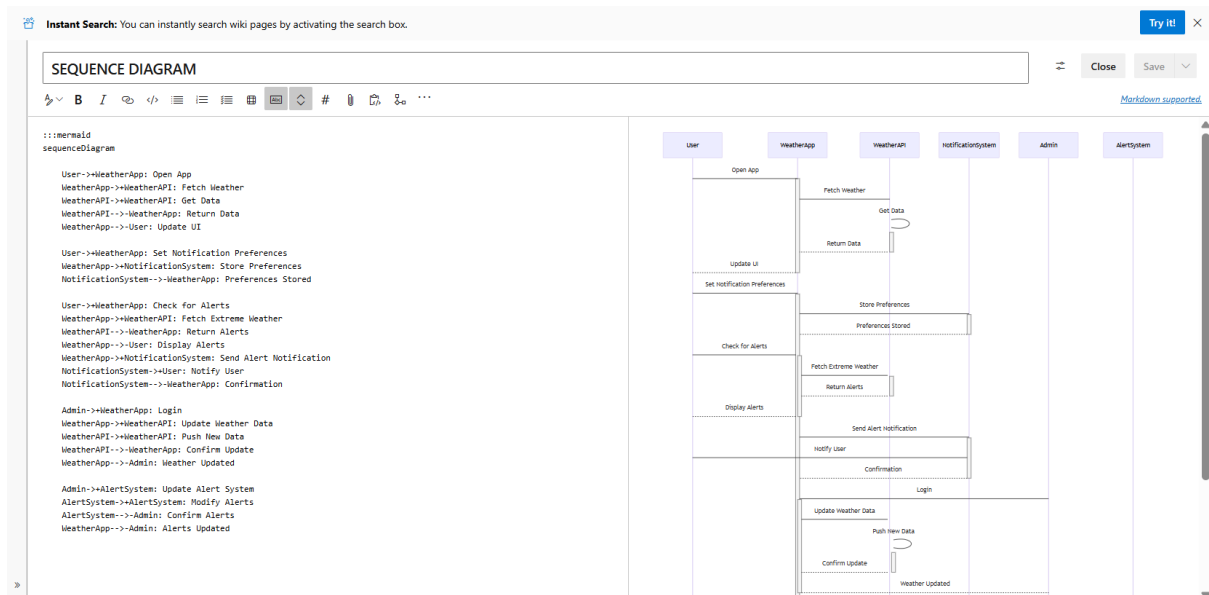 Instant Search: You can instantly search wiki pages by activating the search box.
Try it!
SEQUENCE DIAGRAM
Close
Save
B
I
</>
Abc
#
...
Markdown supported.
:::mermaid
sequenceDiagram
User->+WeatherApp: Open App
WeatherApp->+WeatherAPI: Fetch Weather
WeatherAPI->+WeatherAPI: Get Data
WeatherAPI-->-WeatherApp: Return Data
WeatherApp-->-User: Update UI
User->+WeatherApp: Set Notification Preferences
WeatherApp->+NotificationSystem: Store Preferences
NotificationSystem-->-WeatherApp: Preferences Stored
User->+WeatherApp: Check for Alerts
WeatherApp->+WeatherAPI: Fetch Extreme Weather
WeatherAPI-->-WeatherApp: Return Alerts
WeatherApp-->-User: Display Alerts
WeatherApp->+NotificationSystem: Send Alert Notification
NotificationSystem->+User: Notify User
NotificationSystem-->-WeatherApp: Confirmation
Admin->+WeatherApp: Login
WeatherApp->+WeatherAPI: Update Weather Data
WeatherAPI->+WeatherAPI: Push New Data
WeatherAPI-->-WeatherApp: Confirm Update
WeatherApp-->-Admin: Weather Updated
Admin->+AlertSystem: Update Alert System
AlertSystem->+AlertSystem: Modify Alerts
AlertSystem-->-Admin: Confirm Alerts
WeatherApp-->-Admin: Alerts Updated
User
WeatherApp
WeatherAPI
NotificationSystem
Admin
AlertSystem
Open App
Fetch Weather
Get Data
Return Data
Update UI
Set Notification Preferences
Store Preferences
Preferences Stored
Check for Alerts
Fetch Extreme Weather
Return Alerts
Display Alerts
Send Alert Notification
Notify User
Confirmation
Login
Update Weather Data
Push New Data
Confirm Update
Weather Updated